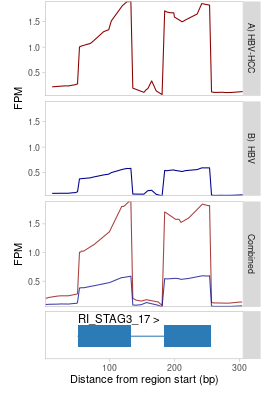 1.5
1.0
0.5
A) HBV-HCC
FPM
1.5
1.0
0.5
B) HBV
FPM
1.5
1.0
0.5
Combined
FPM
RI_STAG3_17 >
100
200
300
Distance from region start (bp)